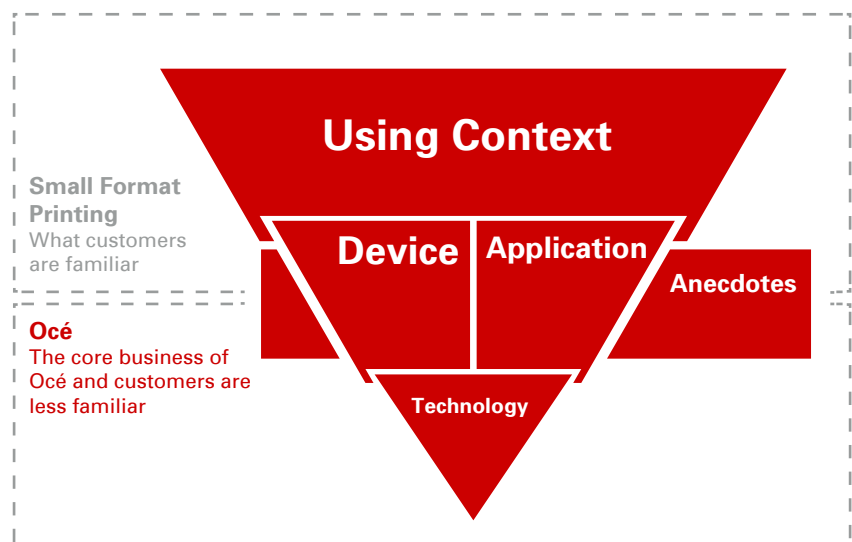 Using Context
Small Format
Printing
What customers
are familiar
Device
Application
Anecdotes
Océ
The core business of
Océ and customers are
less familiar
Technology